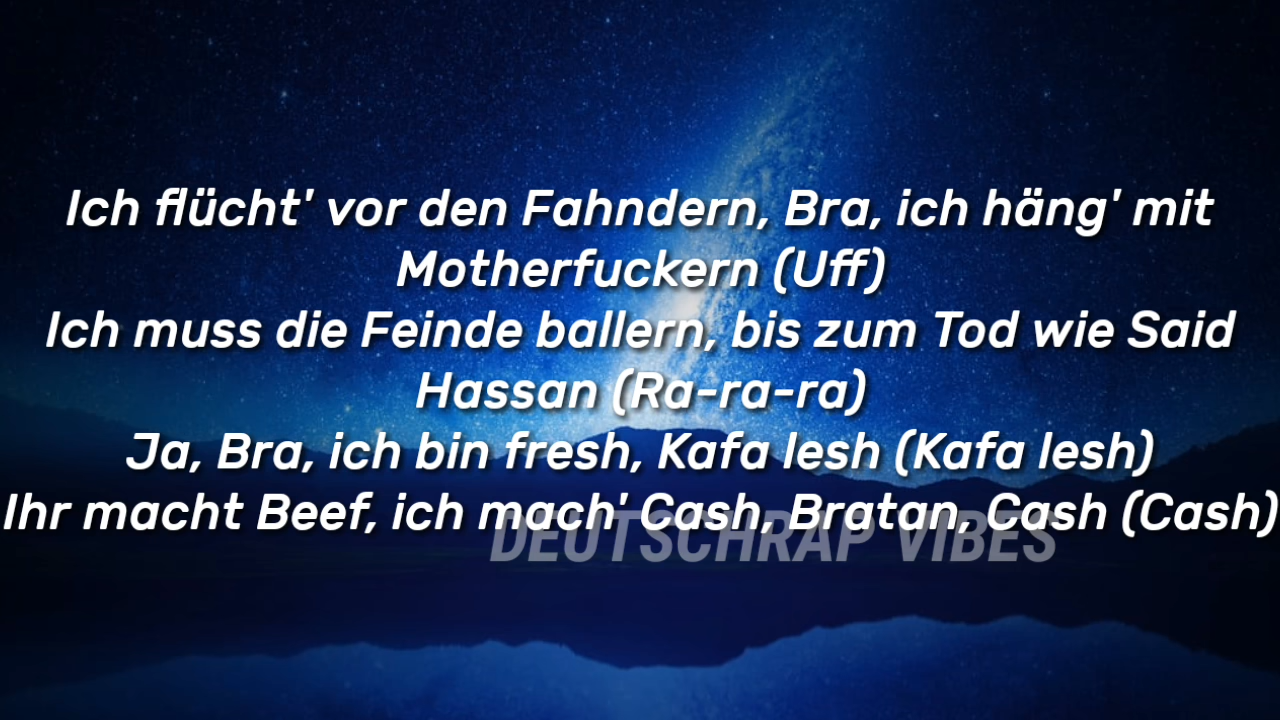 Ich flücht' vor den Fahndern, Bra, ich häng' mit
Motherfuckern (Uff)
Ich muss die Feinde ballern, bis zum Tod wie Said
Hassan (Ra-ra-ra)
Ja, Bra, ich bin fresh, Kafa lesh (Kafa lesh)
Ihr macht Beef, ich mach' Cash, Bratan, Cash (Cash)
DEUTSCHRAP VIBES